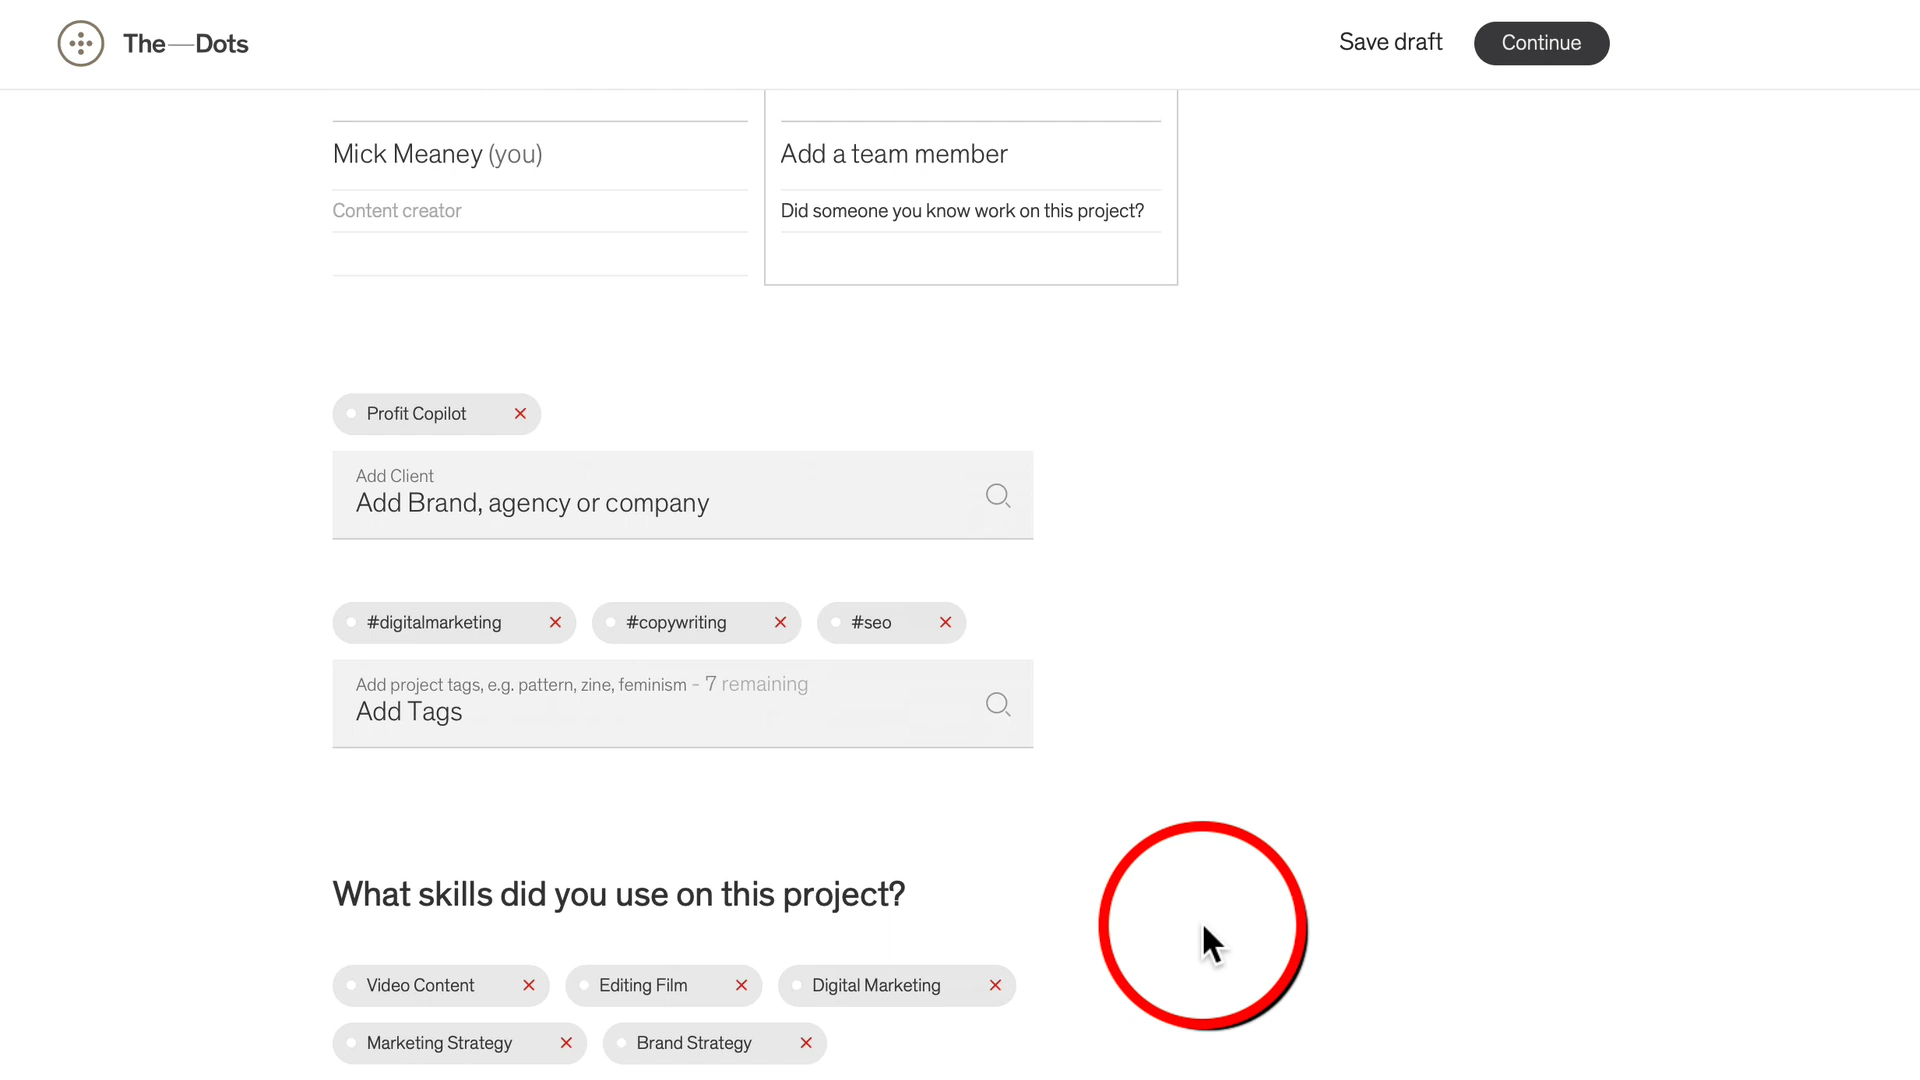 The—Dots
Save draft
Continue
Mick Meaney (you)
Content creator
Add a team member
Did someone you know work on this project?
Profit Copilot
Add Client
Add Brand, agency or company
#digitalmarketing
#copywriting
#seo
Add project tags, e.g. pattern, zine, feminism - 7 remaining
Add Tags
What skills did you use on this project?
Video Content
Editing Film
Digital Marketing
Marketing Strategy
Brand Strategy